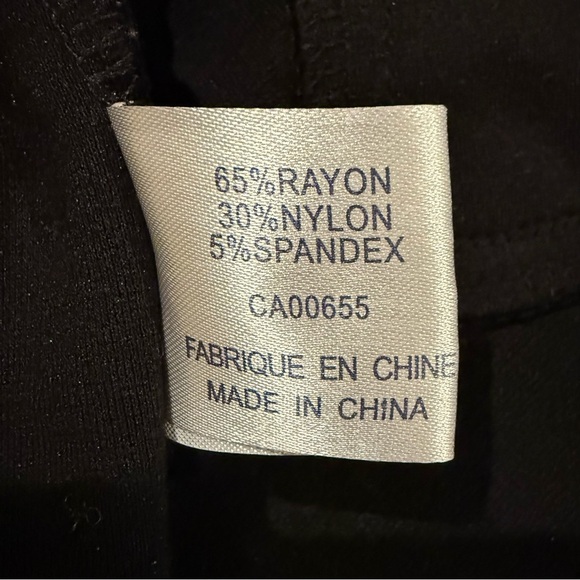 65%RAYON
30%NYLON
5%SPANDEX
CA00655
FABRIQUE EN CHINE
MADE IN CHINA